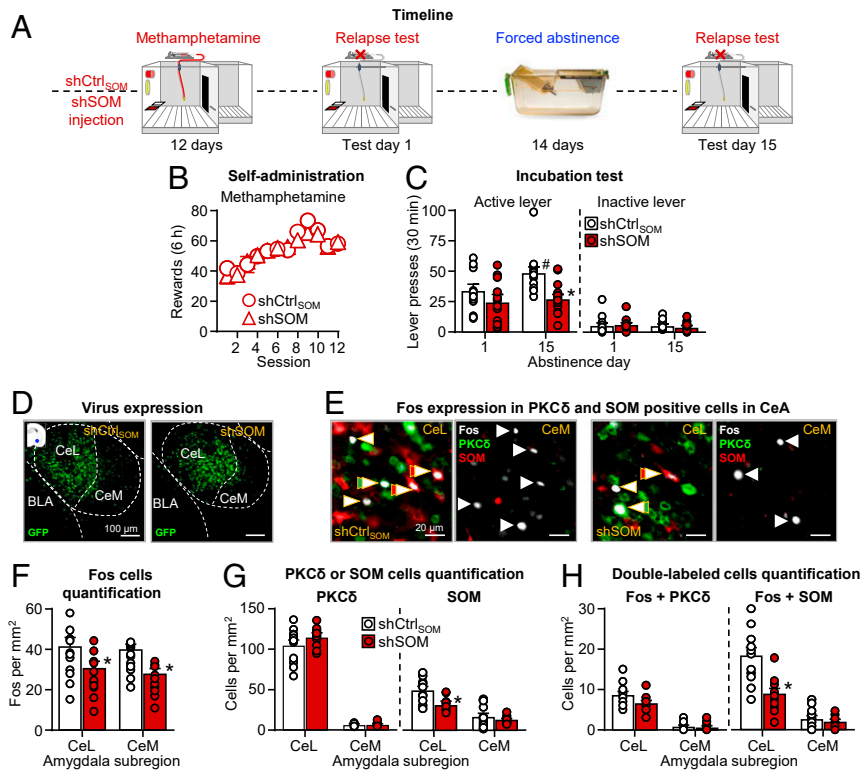 A
Timeline
Methamphetamine
Relapse test
Forced abstinence
Relapse test
shCtrlSOM
shSOM
injection
12 days
Test day 1
14 days
Test day 15
B
Self-administration
Methamphetamine
Rewards (6 h)
80
60
40
20
0
shCtrlSOM
shSOM
2 4 6 8 10 12
Session
C
Incubation test
Active lever
Inactive lever
Lever presses (30 min)
100
75
50
25
0
shCtrlSOM
shSOM
#
*
1 15 1 15
Abstinence day
D
Virus expression
shCtrlSOM
CeL
CeM
BLA
GFP
100 µm
shSOM
CeL
CeM
BLA
GFP
E
Fos expression in PKCδ and SOM positive cells in CeA
CeL
shCtrlSOM
20 µm
Fos
PKCδ
SOM
CeM
CeL
shSOM
Fos
PKCδ
SOM
CeM
F
Fos cells
quantification
Fos per mm2
60
40
20
0
*
*
CeL CeM
Amygdala subregion
G
PKCδ or SOM cells quantification
PKCδ
SOM
Cells per mm2
150
100
50
0
shCtrlSOM
shSOM
*
CeL CeM CeL CeM
Amygdala subregion
H
Double-labeled cells quantification
Fos + PKCδ
Fos + SOM
Cells per mm2
30
20
10
0
*
CeL CeM CeL CeM
Amygdala subregion